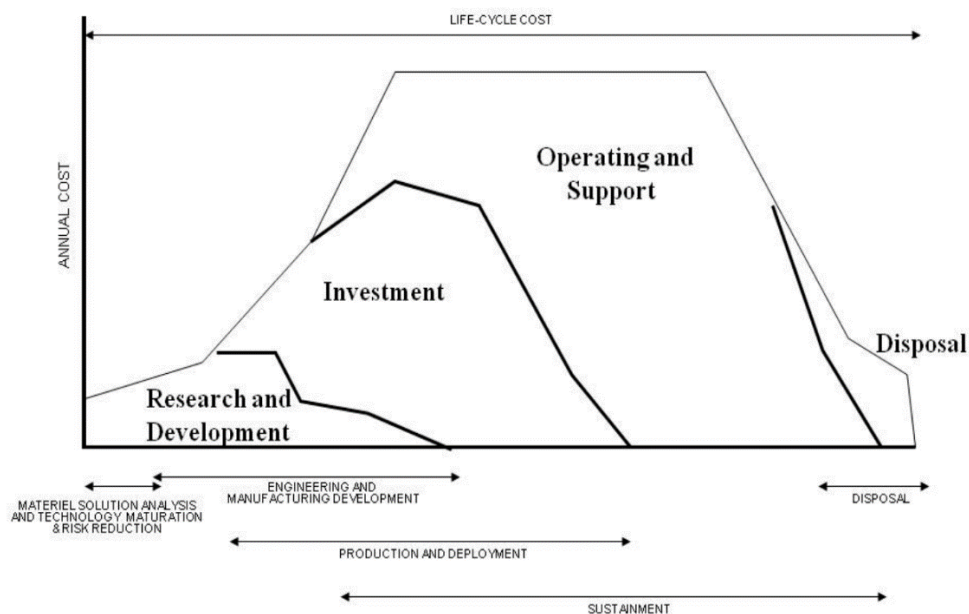 LIFE-CYCLE COST
ANNUAL COST
Operating and
Support
Investment
Disposal
Research and
Development
MATERIEL SOLUTION ANALYSIS
AND TECHNOLOGY MATURATION
& RISK REDUCTION
ENGINEERING AND
MANUFACTURING DEVELOPMENT
DISPOSAL
PRODUCTION AND DEPLOYMENT
SUSTAINMENT